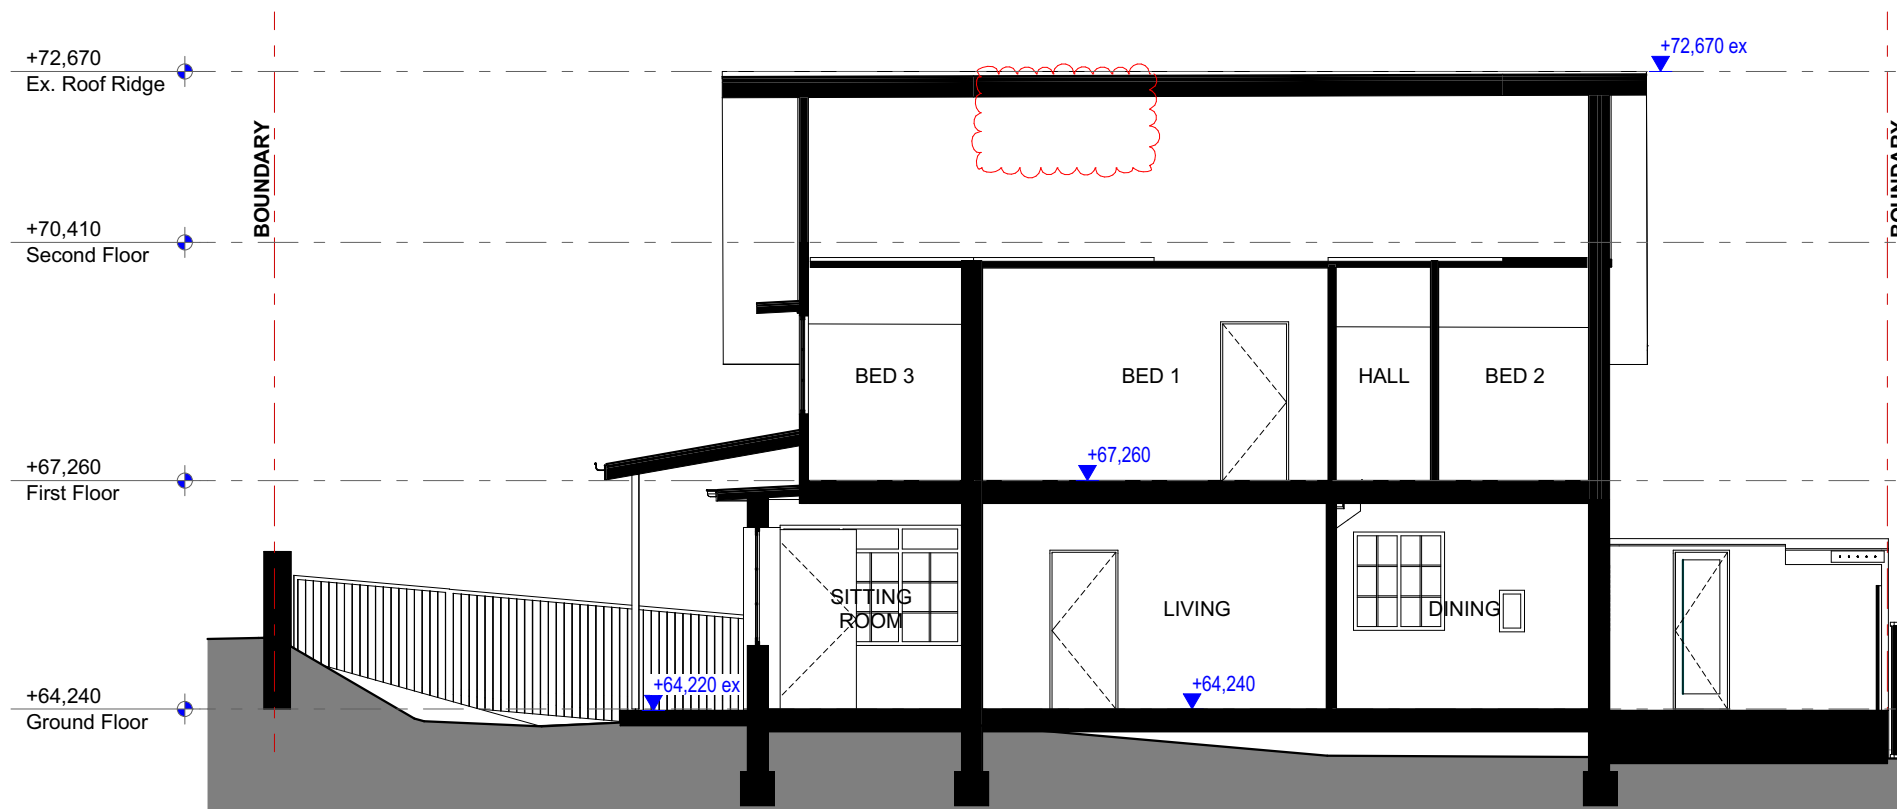 +72,670
Ex. Roof Ridge
+72,670 ex
BOUNDARY
BOUNDARY
+70,410
Second Floor
BED 3
BED 1
HALL
BED 2
+67,260
First Floor
+67,260
SITTING
ROOM
LIVING
DINING
+64,220 ex
+64,240
+64,240
Ground Floor